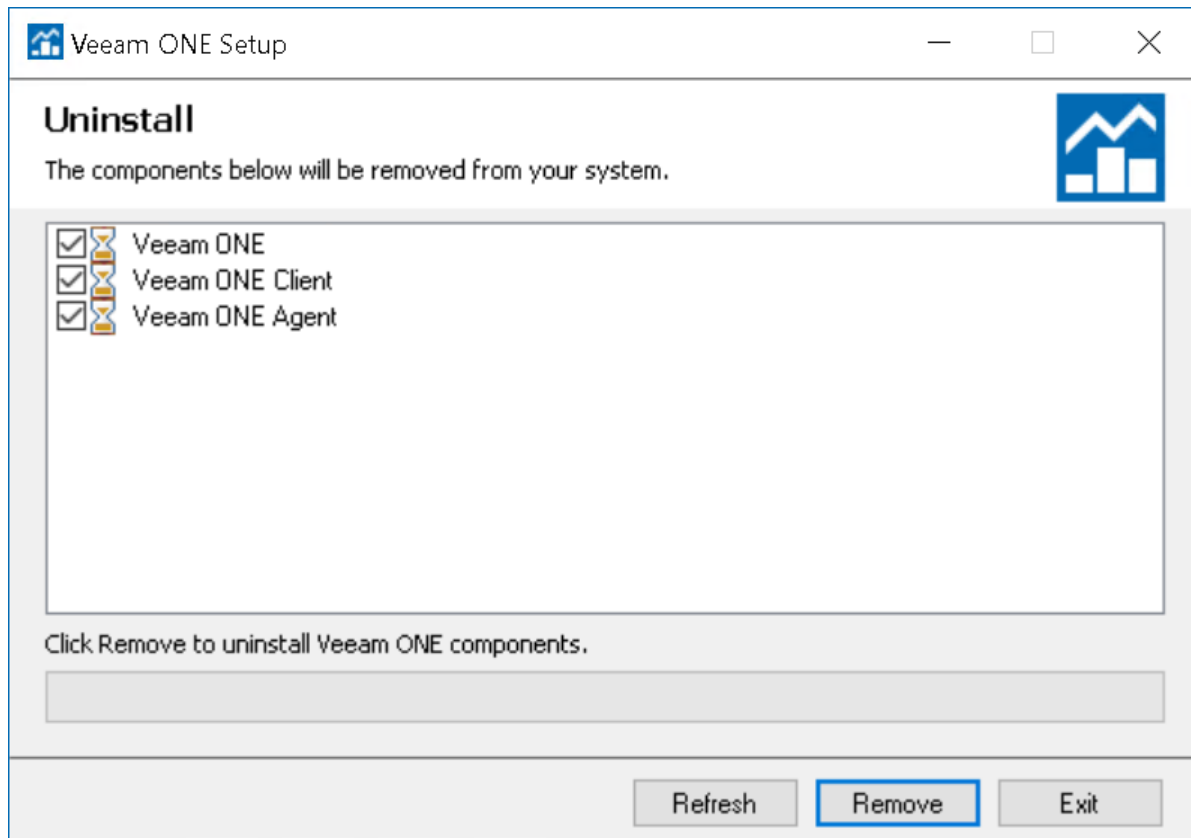 Veeam ONE Setup
Uninstall
The components below will be removed from your system.
Veeam ONE
Veeam ONE Client
Veeam ONE Agent
Click Remove to uninstall Veeam ONE components.
Refresh Remove Exit